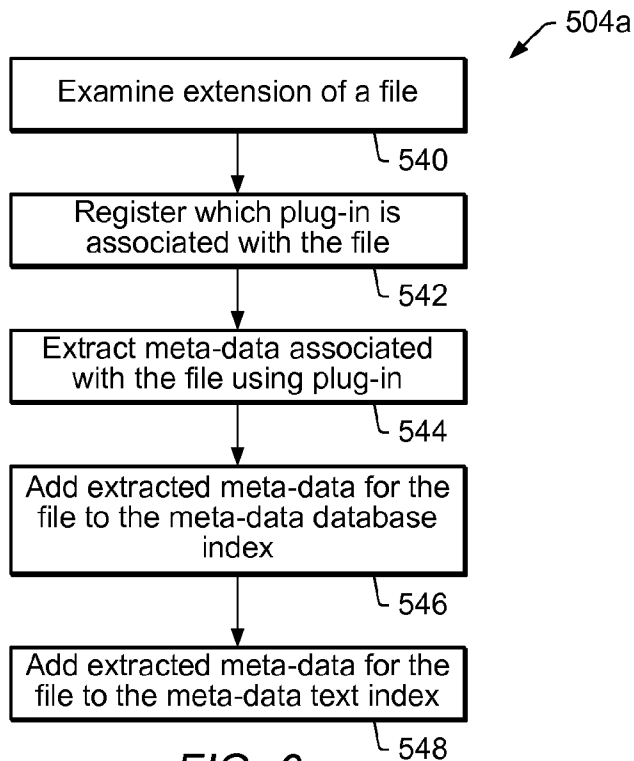 504a
Examine extension of a file
540
Register which plug-in is
associated with the file
542
Extract meta-data associated
with the file using plug-in
544
Add extracted meta-data for the
file to the meta-data database
index
546
Add extracted meta-data for the
file to the meta-data text index
548